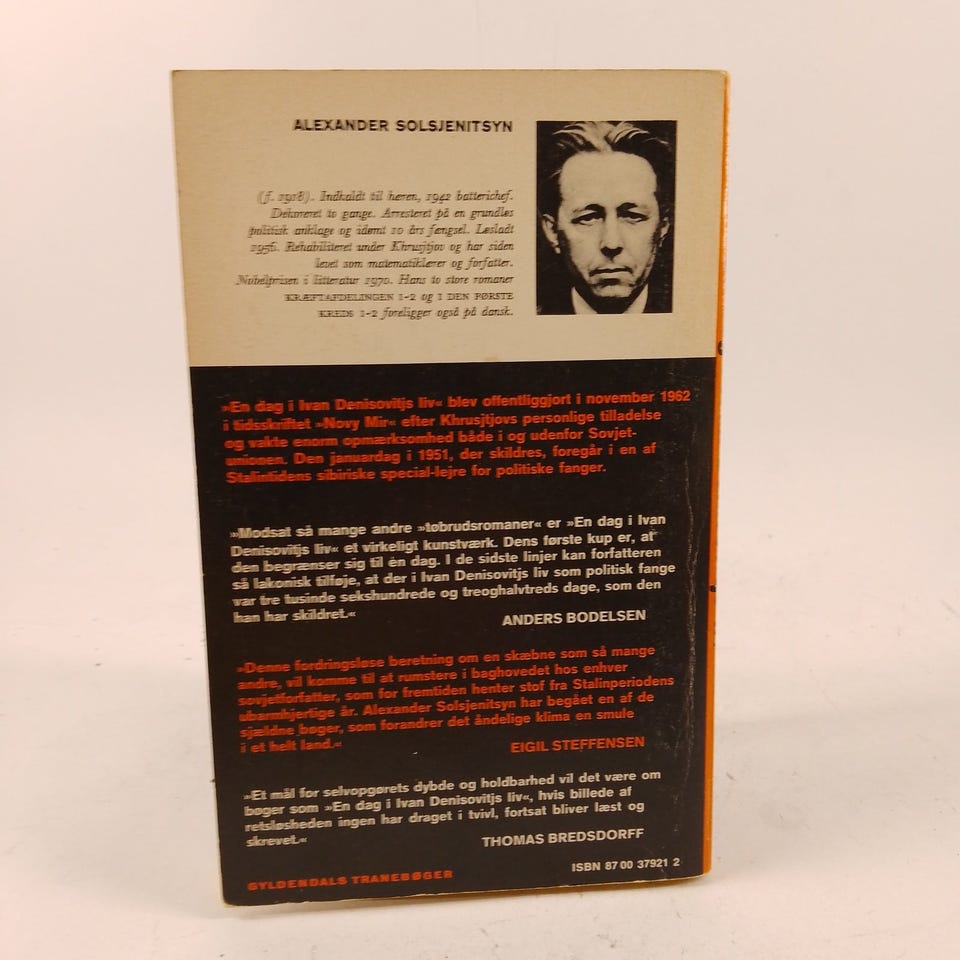 ALEXANDER SOLSJENITSYN
(f. 1918). Indkaldt til hæren, 1942 batterichef.
Dekoreret to gange. Arresteret på en grundløs
politisk anklage og idømt 10 års fængsel. Løsladt
1956. Rehabiliteret under Khrusjtjov og har siden
levet som matematiklærer og forfatter.
Nobelprisen i litteratur 1970. Hans to store romaner
KRÆFTAFDELINGEN 1-2 og I DEN FØRSTE
KREDS 1-2 foreligger også på dansk.
»En dag i Ivan Denisovitjs liv« blev offentliggjort i november 1962
i tidsskriftet »Novy Mir« efter Khrusjtjovs personlige tilladelse
og vakte enorm opmærksomhed både i og udenfor Sovjet-
unionen. Den januardag i 1951, der skildres, foregår i en af
Stalintidens sibiriske special-lejre for politiske fanger.
»Modsat så mange andre »tøbrudsromaner« er »En dag i Ivan
Denisovitjs liv« et virkeligt kunstværk. Dens første kup er, at
den begrænser sig til én dag. I de sidste linjer kan forfatteren
så lakonisk tilføje, at der i Ivan Denisovitjs liv som politisk fange
var tre tusinde sekshundrede og treoghalvtreds dage, som den
han har skildret.«
ANDERS BODELSEN
»Denne fordringsløse beretning om en skæbne som så mange
andre, vil komme til at rumstere i baghovedet hos enhver
sovjetforfatter, som for fremtiden henter stof fra Stalinperiodens
ubarmhjertige år. Alexander Solsjenitsyn har begået en af de
sjældne bøger, som forandrer det åndelige klima en smule
i et helt land.«
EIGIL STEFFENSEN
»Et mål for selvopgørets dybde og holdbarhed vil det være om
bøger som »En dag i Ivan Denisovitjs liv«, hvis billede af
retsløsheden ingen har draget i tvivl, fortsat bliver læst og
skrevet.«
THOMAS BREDSDORFF
ISBN 87 00 37921 2
GYLDENDALS TRANEBØGER